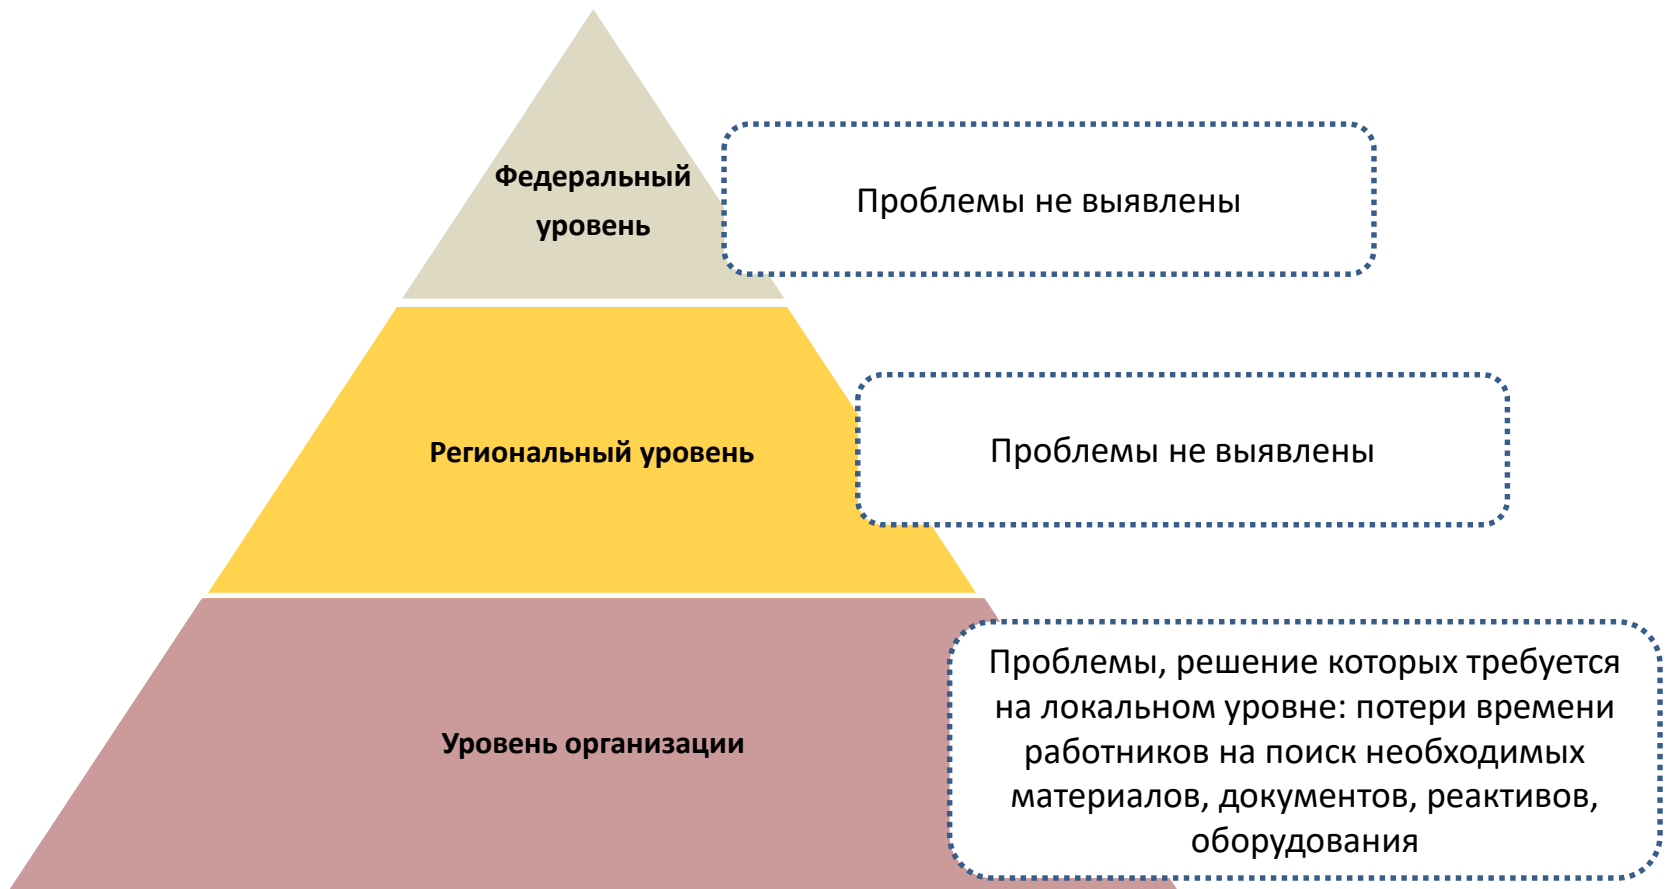 Федеральный
уровень
Проблемы не выявлены
Региональный уровень
Проблемы не выявлены
Уровень организации
Проблемы, решение которых требуется
на локальном уровне: потери времени
работников на поиск необходимых
материалов, документов, реактивов,
оборудования